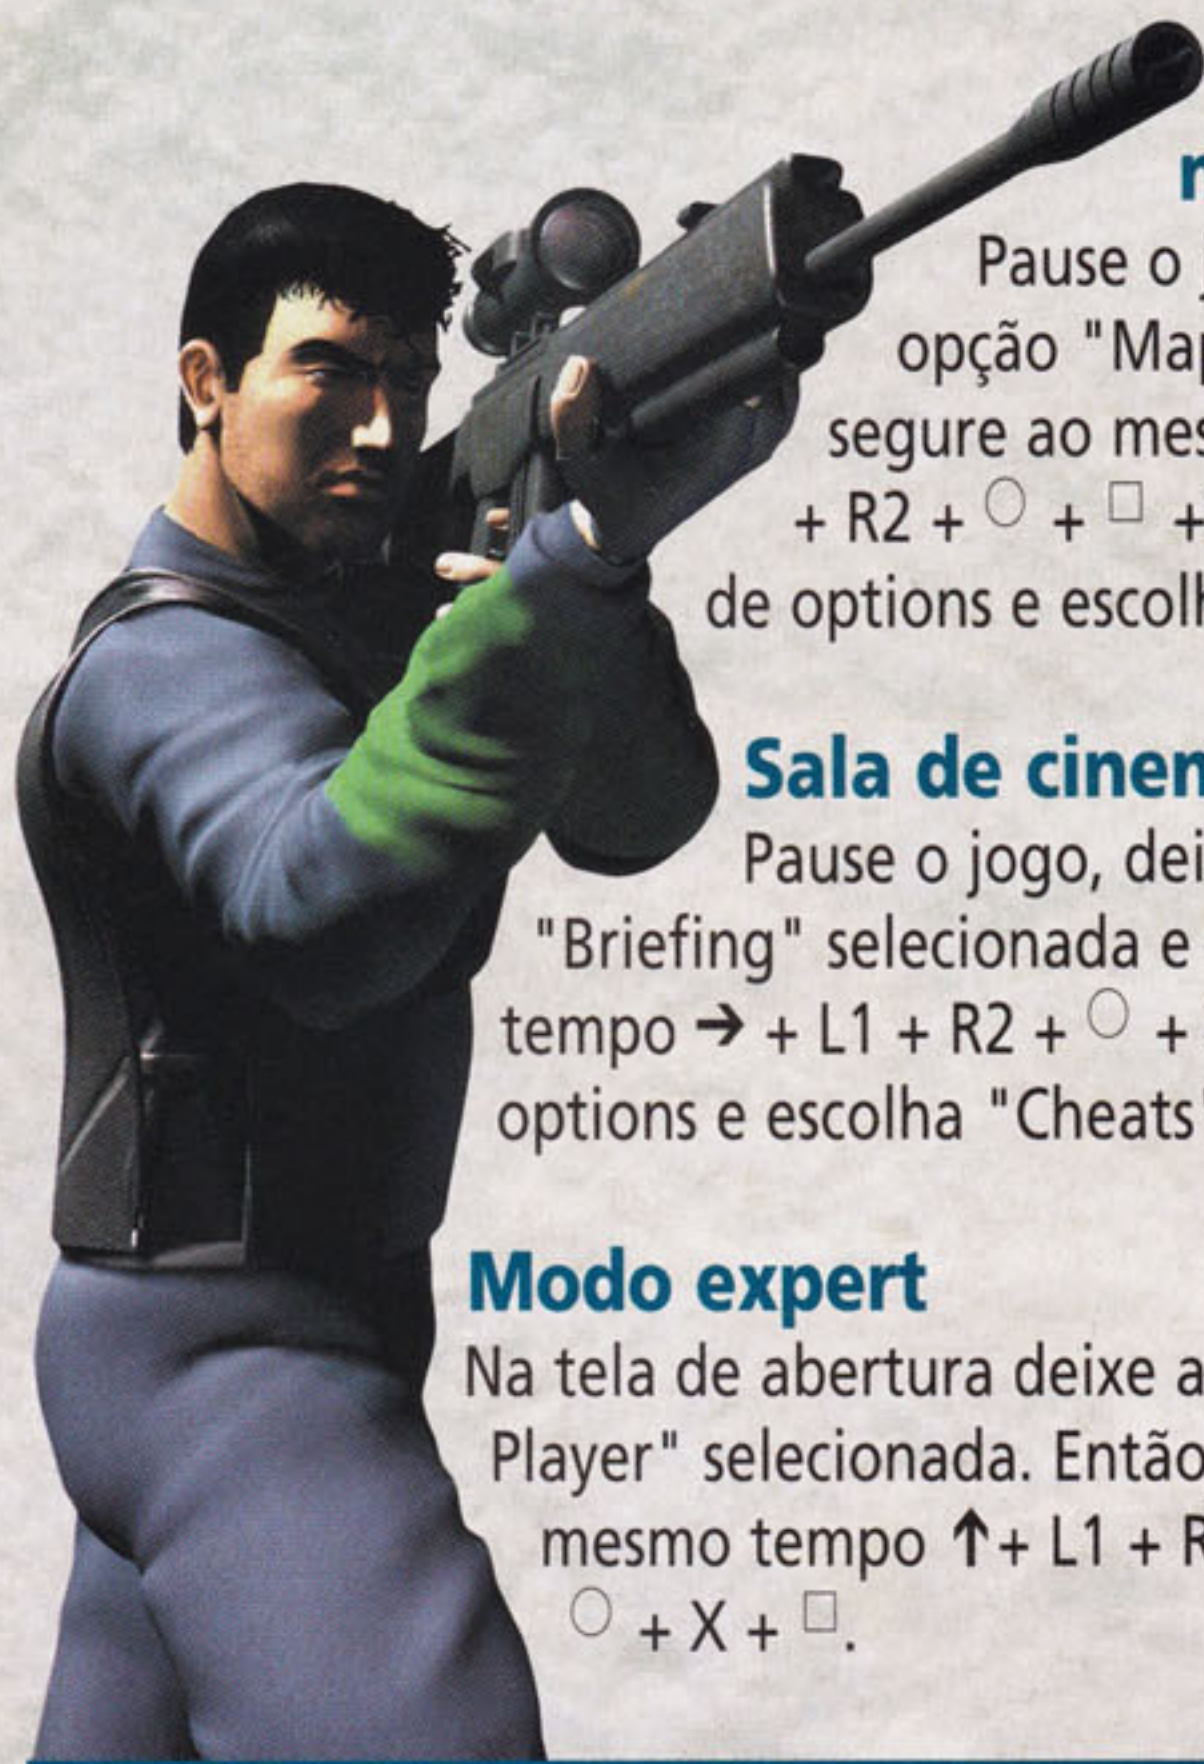 Pause o
opção "Map
segure ao mes
+ R2 + ○ + □ +
de options e escolh
Sala de cinem
Pause o jogo, dei
"Briefing" selecionada e
tempo → + L1 + R2 + ○ +
options e escolha "Cheats"
Modo expert
Na tela de abertura deixe a
Player" selecionada. Então
mesmo tempo ↑ + L1 + R
○ + X + □.